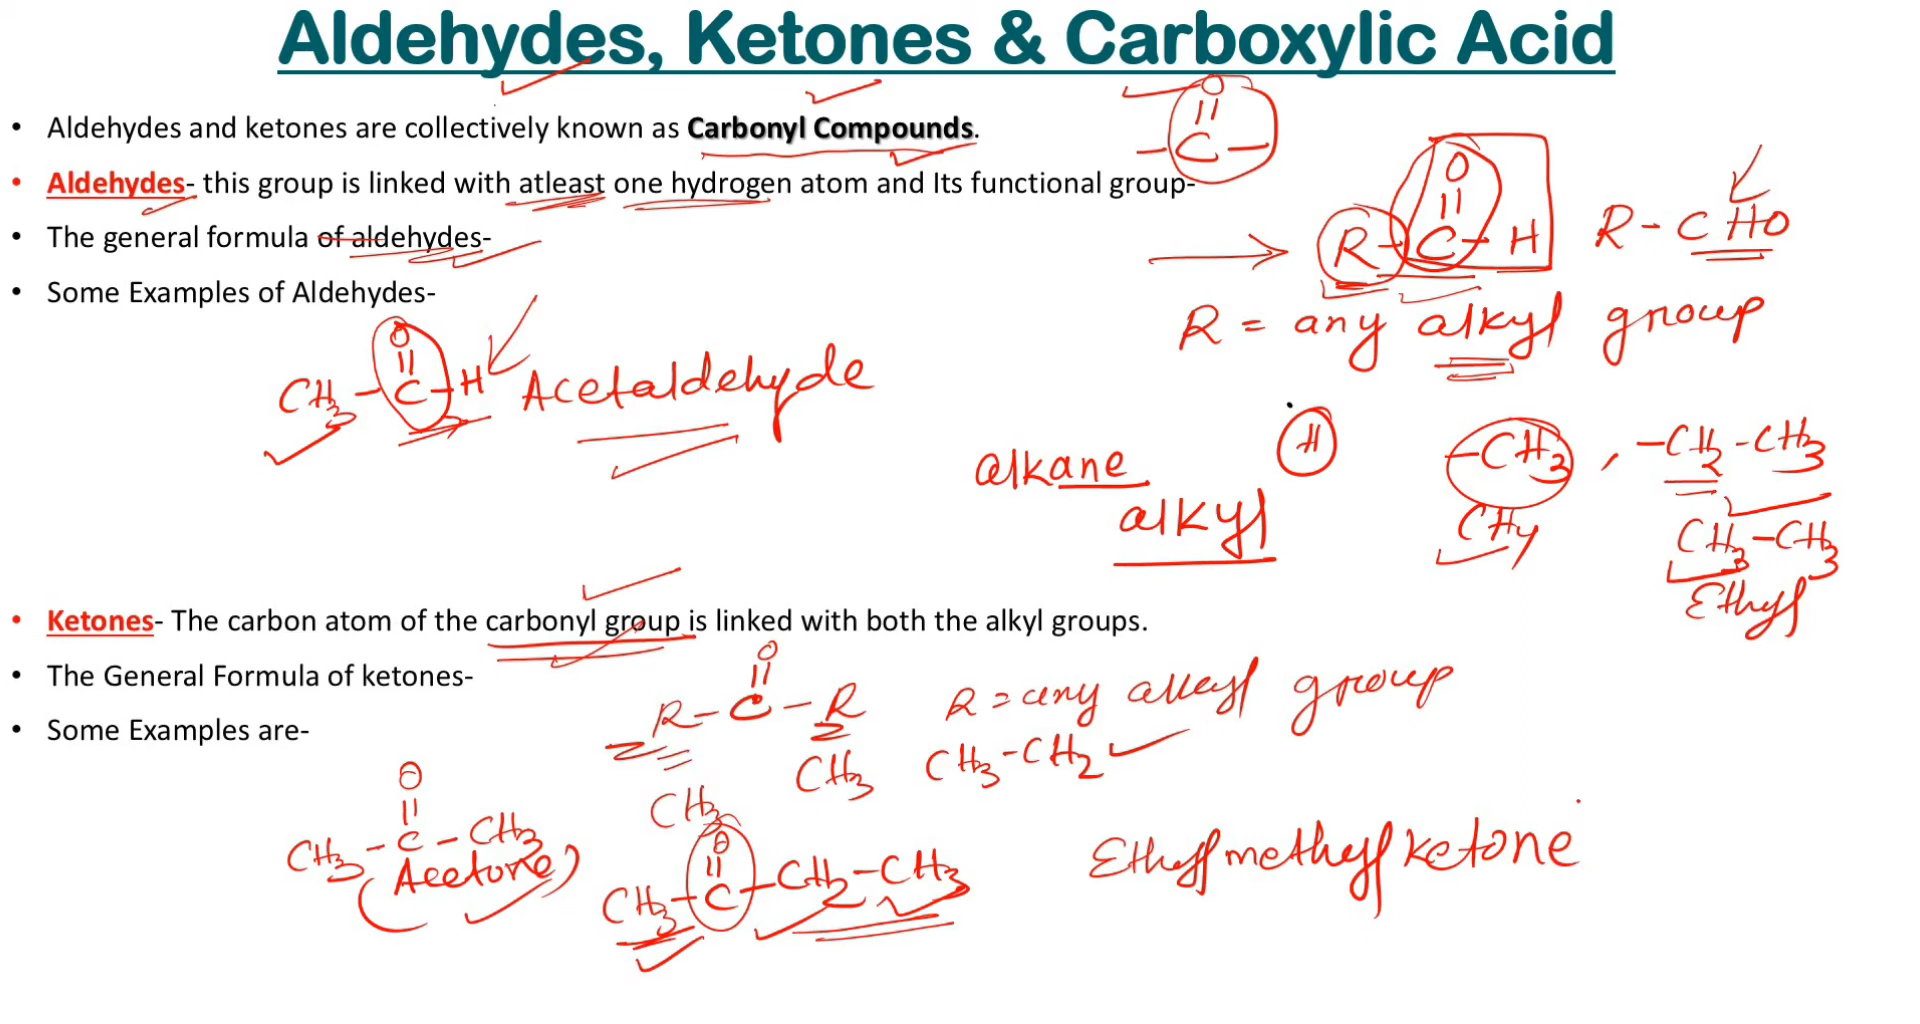 Aldehydes, Ketones & Carboxylic Acid
• Aldehydes and ketones are collectively known as Carbonyl Compounds.
O
||
– C –
• Aldehydes- this group is linked with atleast one hydrogen atom and Its functional group-
O
||
R – C – H
R – CHO
• The general formula of aldehydes-
• Some Examples of Aldehydes-
R = any alkyl group
O
||
CH3 – C – H Acetaldehyde
H
–CH3 , –CH2 –CH3
alkane
alkyl
CH4
CH3 –CH3
Ethyl
• Ketones- The carbon atom of the carbonyl group is linked with both the alkyl groups.
• The General Formula of ketones-
O
||
R – C – R
R = any alkyl group
• Some Examples are-
CH3
CH3
CH3 –CH2
O
||
CH3 – C – CH3
(Acetone)
O
||
CH3 – C – CH2 – CH3
Ethyl methyl ketone